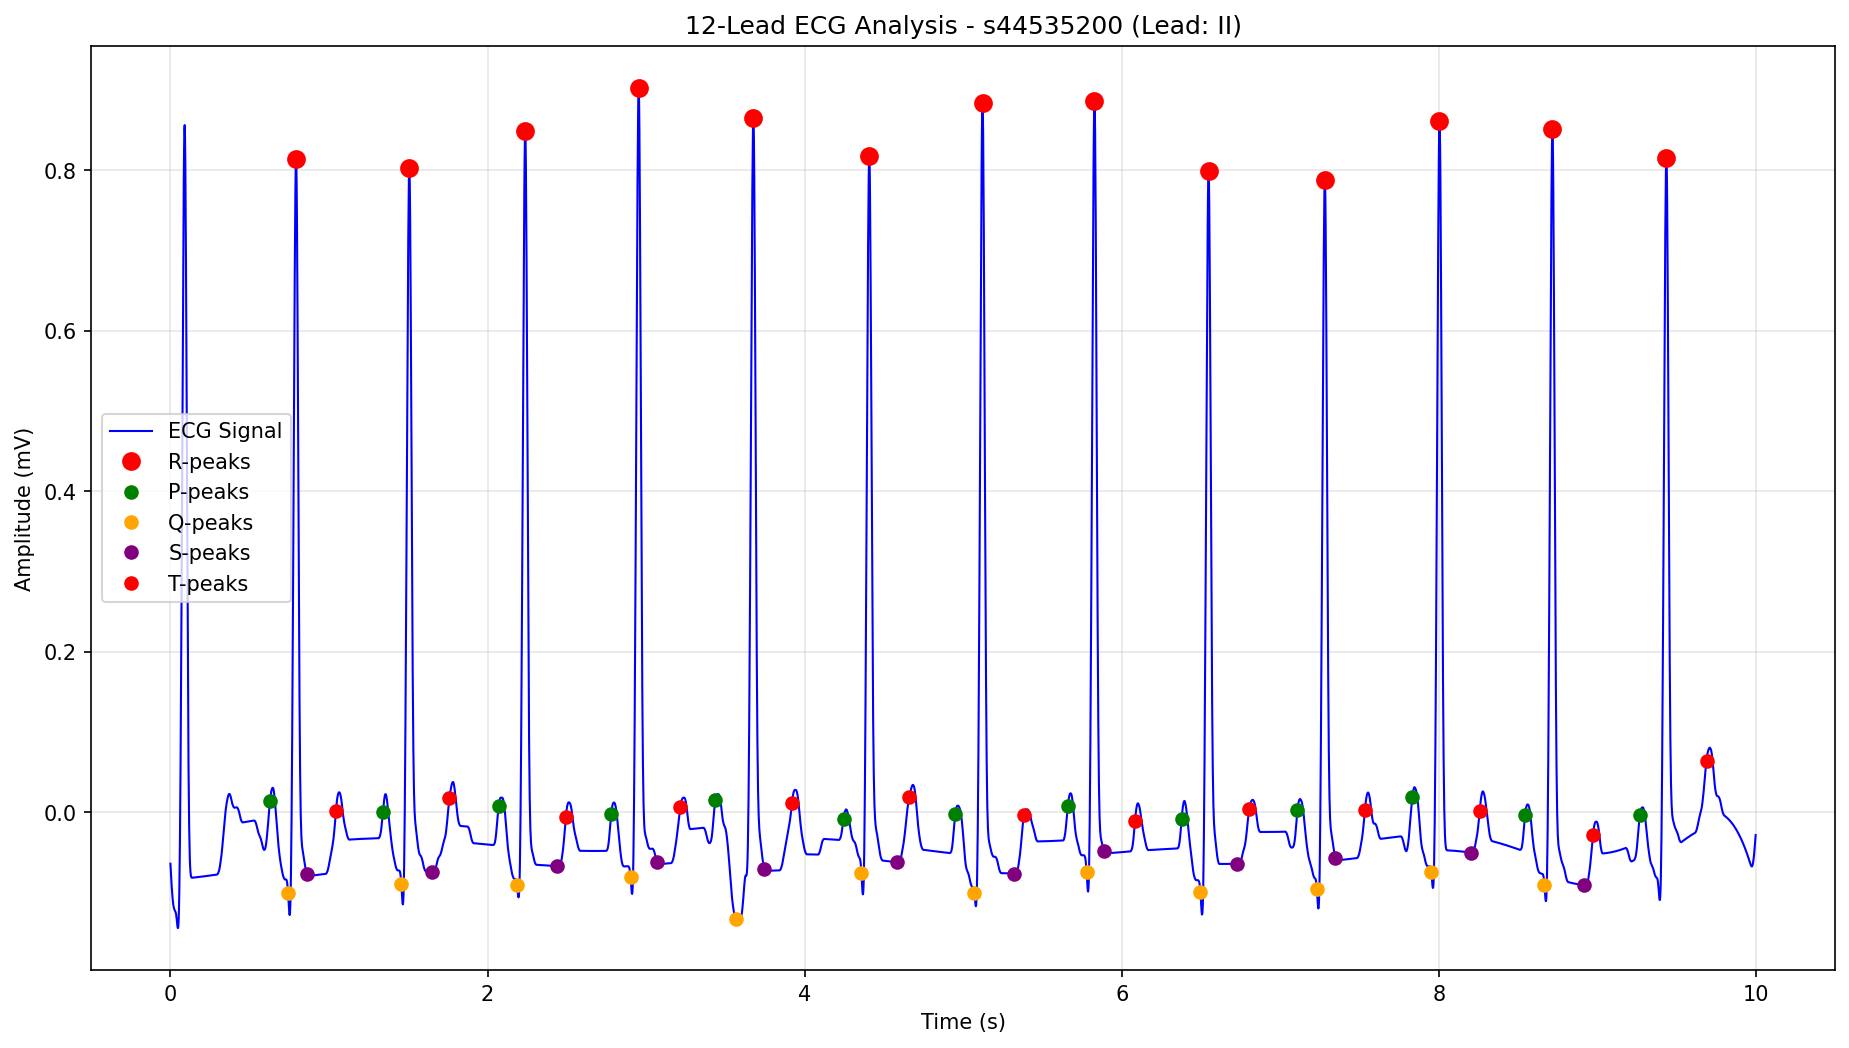 12-Lead ECG Analysis - s44535200 (Lead: II)
Amplitude (mV)
0.8
0.6
0.4
0.2
0.0
ECG Signal
R-peaks
P-peaks
Q-peaks
S-peaks
T-peaks
0 2 4 6 8 10
Time (s)